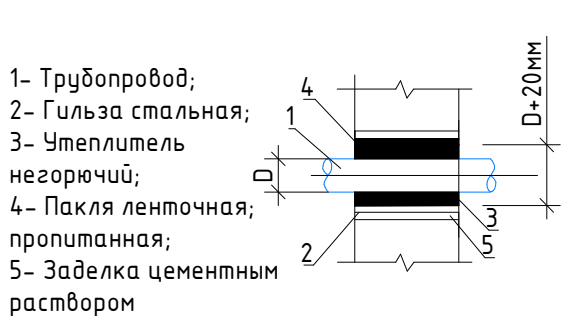 1- Трубопровод;
2- Гильза стальная;
3- Утеплитель
негорючий;
4- Пакля ленточная;
пропитанная;
5- Заделка цементным
раствором
4
1
D
2
3
5
D+20мм